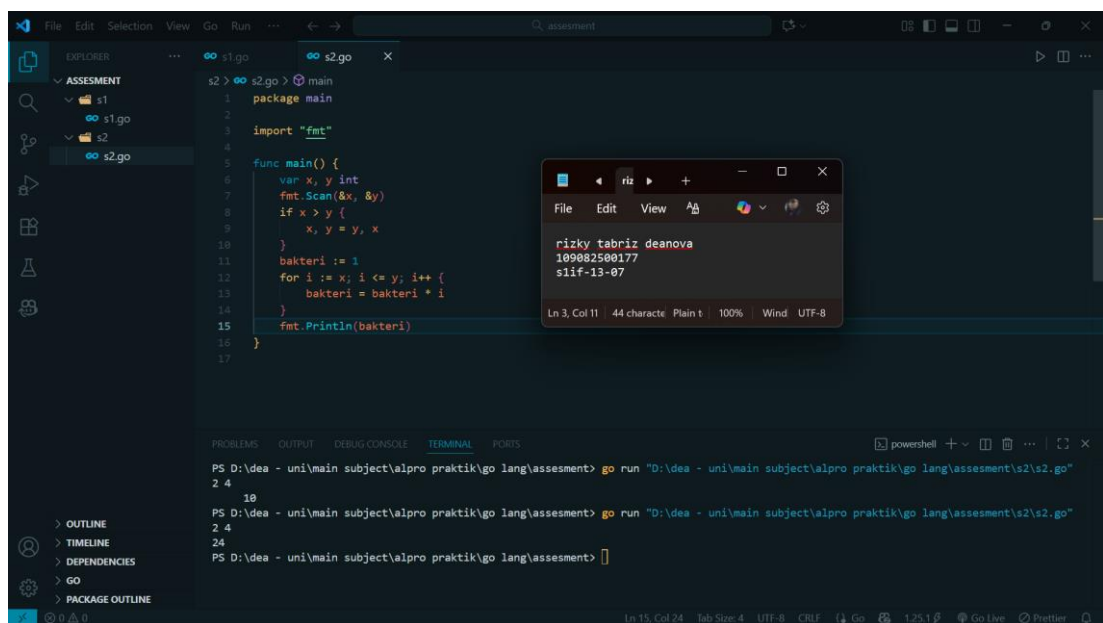 File Edit Selection View Go Run ... assesment
EXPLORER ...
ASSESMENT
s1
s1.go
s2
s2.go
OUTLINE
TIMELINE
DEPENDENCIES
GO
PACKAGE OUTLINE
s1.go s2.go
s2 > s2.go > main
1 package main
2
3 import "fmt"
4
5 func main() {
6 var x, y int
7 fmt.Scan(&x, &y)
8 if x > y {
9 x, y = y, x
10 }
11 bakteri := 1
12 for i := x; i <= y; i++ {
13 bakteri = bakteri * i
14 }
15 fmt.Println(bakteri)
16 }
17
riz
File Edit View
rizky tabriz deanova
109082500177
s1if-13-07
Ln 3, Col 11 44 characte Plain t 100% Wind UTF-8
PROBLEMS OUTPUT DEBUG CONSOLE TERMINAL PORTS powershell
PS D:\dea - uni\main subject\alpro praktik\go lang\assesment> go run "D:\dea - uni\main subject\alpro praktik\go lang\assesment\s2\s2.go"
2 4
10
PS D:\dea - uni\main subject\alpro praktik\go lang\assesment> go run "D:\dea - uni\main subject\alpro praktik\go lang\assesment\s2\s2.go"
2 4
24
PS D:\dea - uni\main subject\alpro praktik\go lang\assesment>
0 0 Ln 15, Col 24 Tab Size: 4 UTF-8 CRLF {} Go 1.25.1 Go Live Prettier